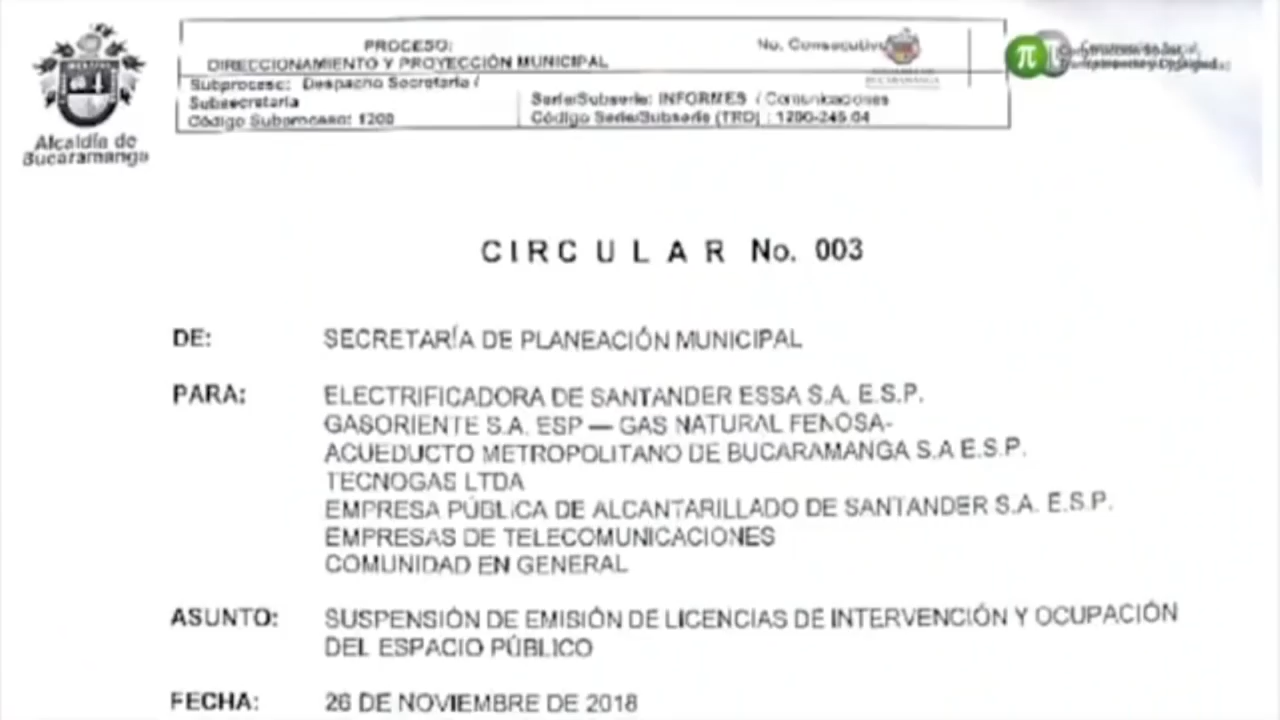 Alcaldía de
Bucaramanga
PROCESO:
DIRECCIONAMIENTO Y PROYECCIÓN MUNICIPAL
No. Consecutivo
Subproceso: Despacho Secretaria /
Subsecretaria
Código Subproceso: 1200
Serie/Subserie: INFORMES / Comunicaciones
Código Serie/Subserie (TRD) : 1200-245.04
π
CIRCULAR No. 003
DE: SECRETARÍA DE PLANEACIÓN MUNICIPAL
PARA: ELECTRIFICADORA DE SANTANDER ESSA S.A. E.S.P.
GASORIENTE S.A. ESP — GAS NATURAL FENOSA-
ACUEDUCTO METROPOLITANO DE BUCARAMANGA S.A E.S.P.
TECNOGAS LTDA
EMPRESA PÚBLICA DE ALCANTARILLADO DE SANTANDER S.A. E.S.P.
EMPRESAS DE TELECOMUNICACIONES
COMUNIDAD EN GENERAL
ASUNTO: SUSPENSIÓN DE EMISIÓN DE LICENCIAS DE INTERVENCIÓN Y OCUPACIÓN
DEL ESPACIO PÚBLICO
FECHA: 26 DE NOVIEMBRE DE 2018